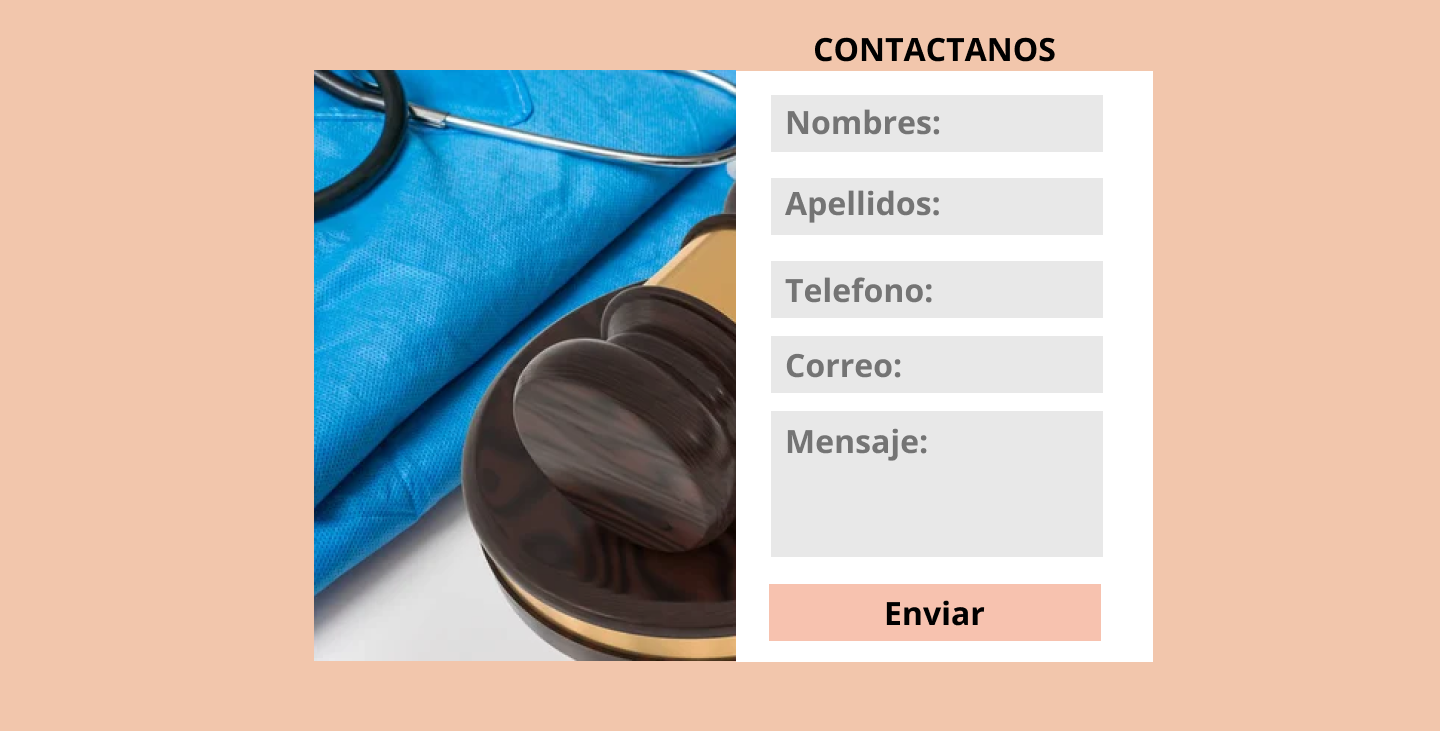 CONTACTANOS
Nombres:
Apellidos:
Telefono:
Correo:
Mensaje:
Enviar